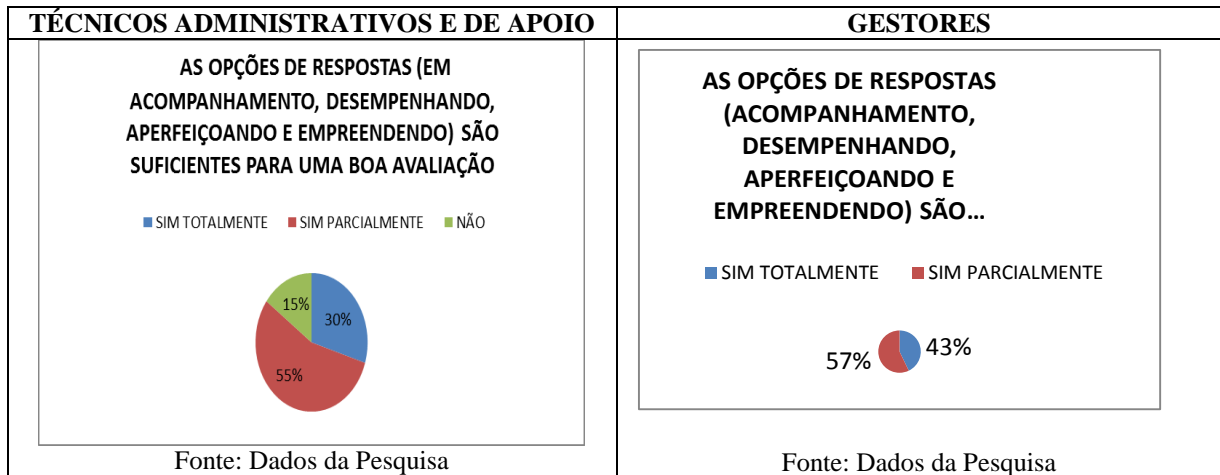 TÉCNICOS ADMINISTRATIVOS E DE APOIO
AS OPÇÕES DE RESPOSTAS (EM
ACOMPANHAMENTO, DESEMPENHANDO,
APERFEIÇOANDO E EMPREENDENDO) SÃO
SUFICIENTES PARA UMA BOA AVALIAÇÃO
SIM TOTALMENTE SIM PARCIALMENTE NÃO
15%
30%
55%
Fonte: Dados da Pesquisa
GESTORES
AS OPÇÕES DE RESPOSTAS
(ACOMPANHAMENTO,
DESEMPENHANDO,
APERFEIÇOANDO E
EMPREENDENDO) SÃO...
SIM TOTALMENTE SIM PARCIALMENTE
57% 43%
Fonte: Dados da Pesquisa